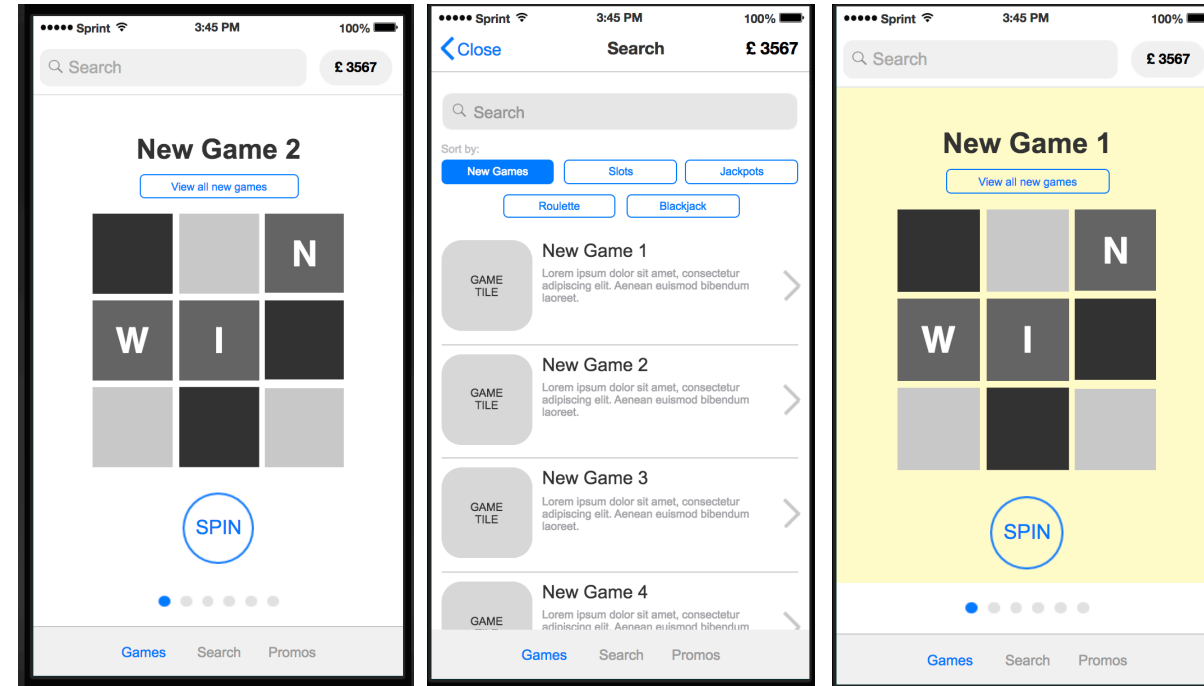 ●●●●● Sprint 3:45 PM 100%
Search £ 3567
New Game 2
View all new games
N
W I
SPIN
Games Search Promos
●●●●● Sprint 3:45 PM 100%
Close Search £ 3567
Search
Sort by:
New Games Slots Jackpots
Roulette Blackjack
GAME
TILE
New Game 1
Lorem ipsum dolor sit amet, consectetur
adipiscing elit. Aenean euismod bibendum
laoreet.
GAME
TILE
New Game 2
Lorem ipsum dolor sit amet, consectetur
adipiscing elit. Aenean euismod bibendum
laoreet.
GAME
TILE
New Game 3
Lorem ipsum dolor sit amet, consectetur
adipiscing elit. Aenean euismod bibendum
laoreet.
GAME
New Game 4
Lorem ipsum dolor sit amet, consectetur
adipiscing elit. Aenean euismod bibendum
Games Search Promos
●●●●● Sprint 3:45 PM 100%
Search £ 3567
New Game 1
View all new games
N
W I
SPIN
Games Search Promos